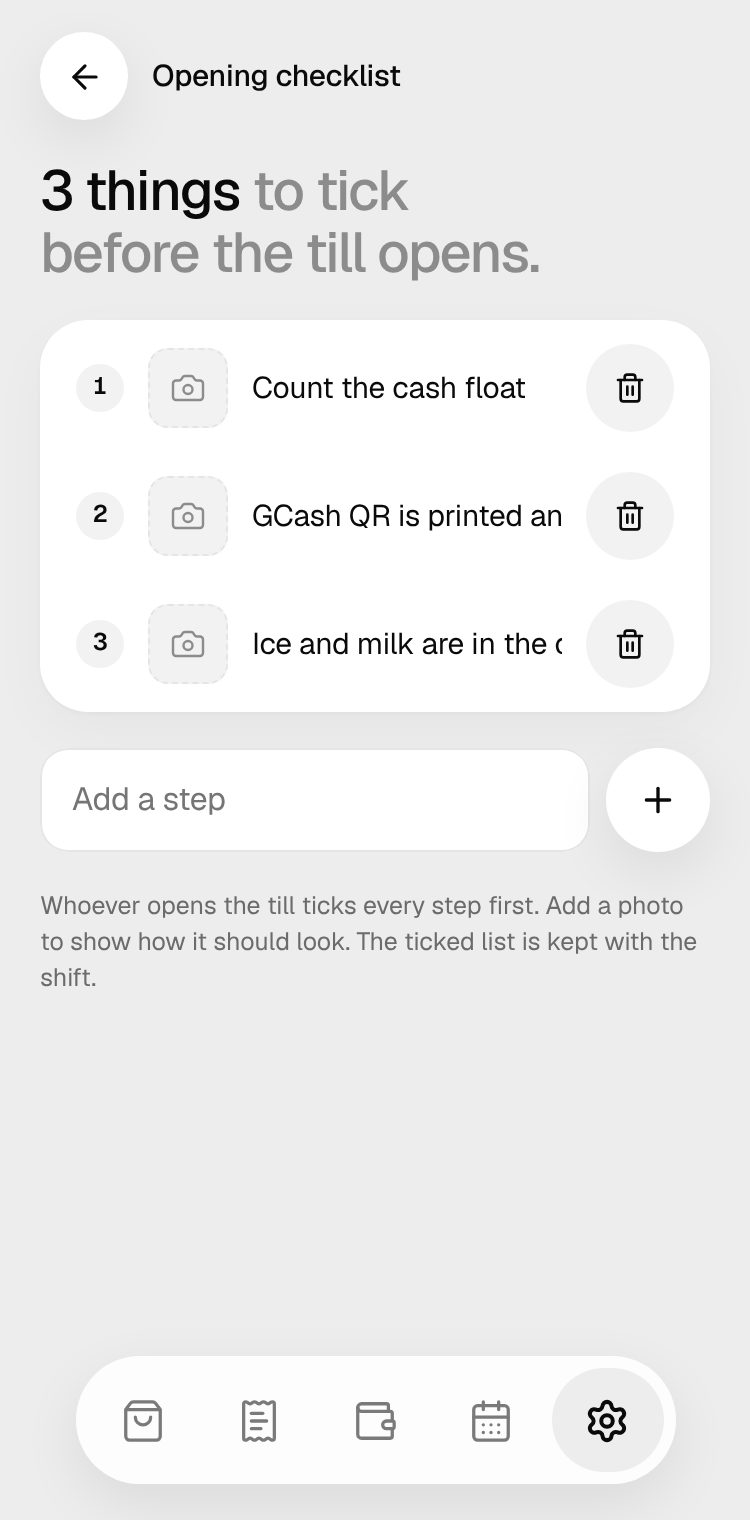 Opening checklist
3 things to tick
before the till opens.
1
Count the cash float
2
GCash QR is printed an
3
Ice and milk are in the
Add a step
Whoever opens the till ticks every step first. Add a photo
to show how it should look. The ticked list is kept with the
shift.